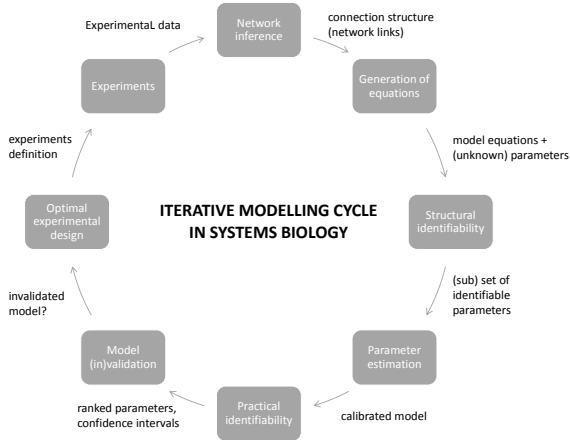 ExperimentaL data
Network
inference
connection structure
(network links)
Generation of
equations
model equations +
(unknown) parameters
Structural
identifiability
(sub) set of
identifiable
parameters
Parameter
estimation
calibrated model
Practical
identifiability
ranked parameters,
confidence intervals
Model
(in)validation
invalidated
model?
Optimal
experimental
design
experiments
definition
Experiments
ITERATIVE MODELLING CYCLE
IN SYSTEMS BIOLOGY